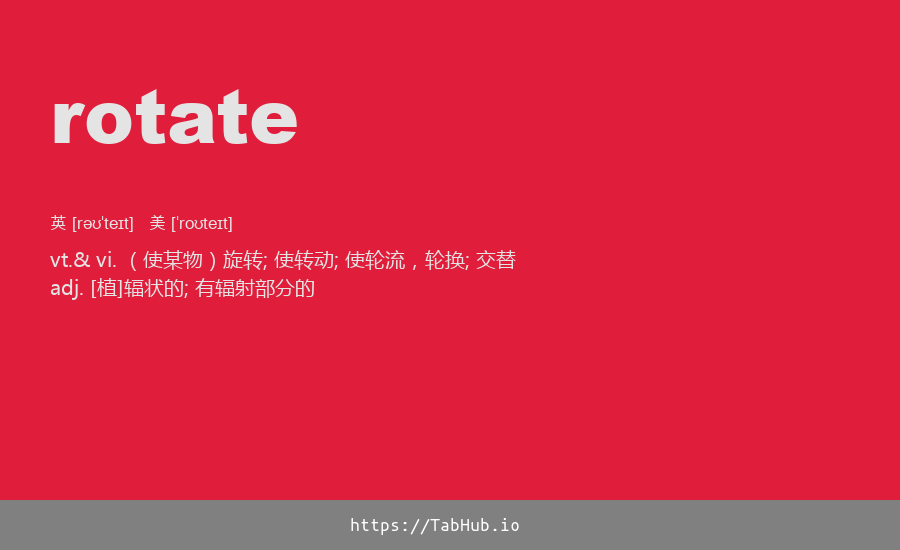 rotate
英 [rəʊ'teɪt] 美 ['roʊteɪt]
vt.& vi. （使某物）旋转; 使转动; 使轮流，轮换; 交替
adj. [植]辐状的; 有辐射部分的
https://TabHub.io